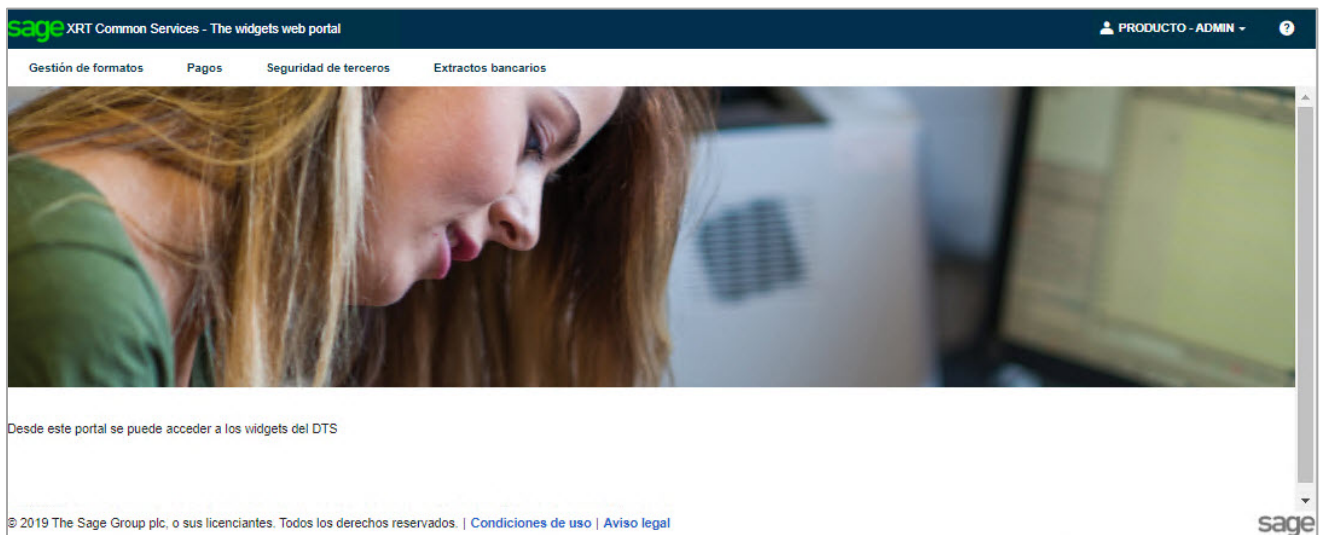 sage XRT Common Services - The widgets web portal PRODUCTO - ADMIN ?
Gestión de formatos Pagos Seguridad de terceros Extractos bancarios
Desde este portal se puede acceder a los widgets del DTS
© 2019 The Sage Group plc, o sus licenciantes. Todos los derechos reservados. | Condiciones de uso | Aviso legal sage